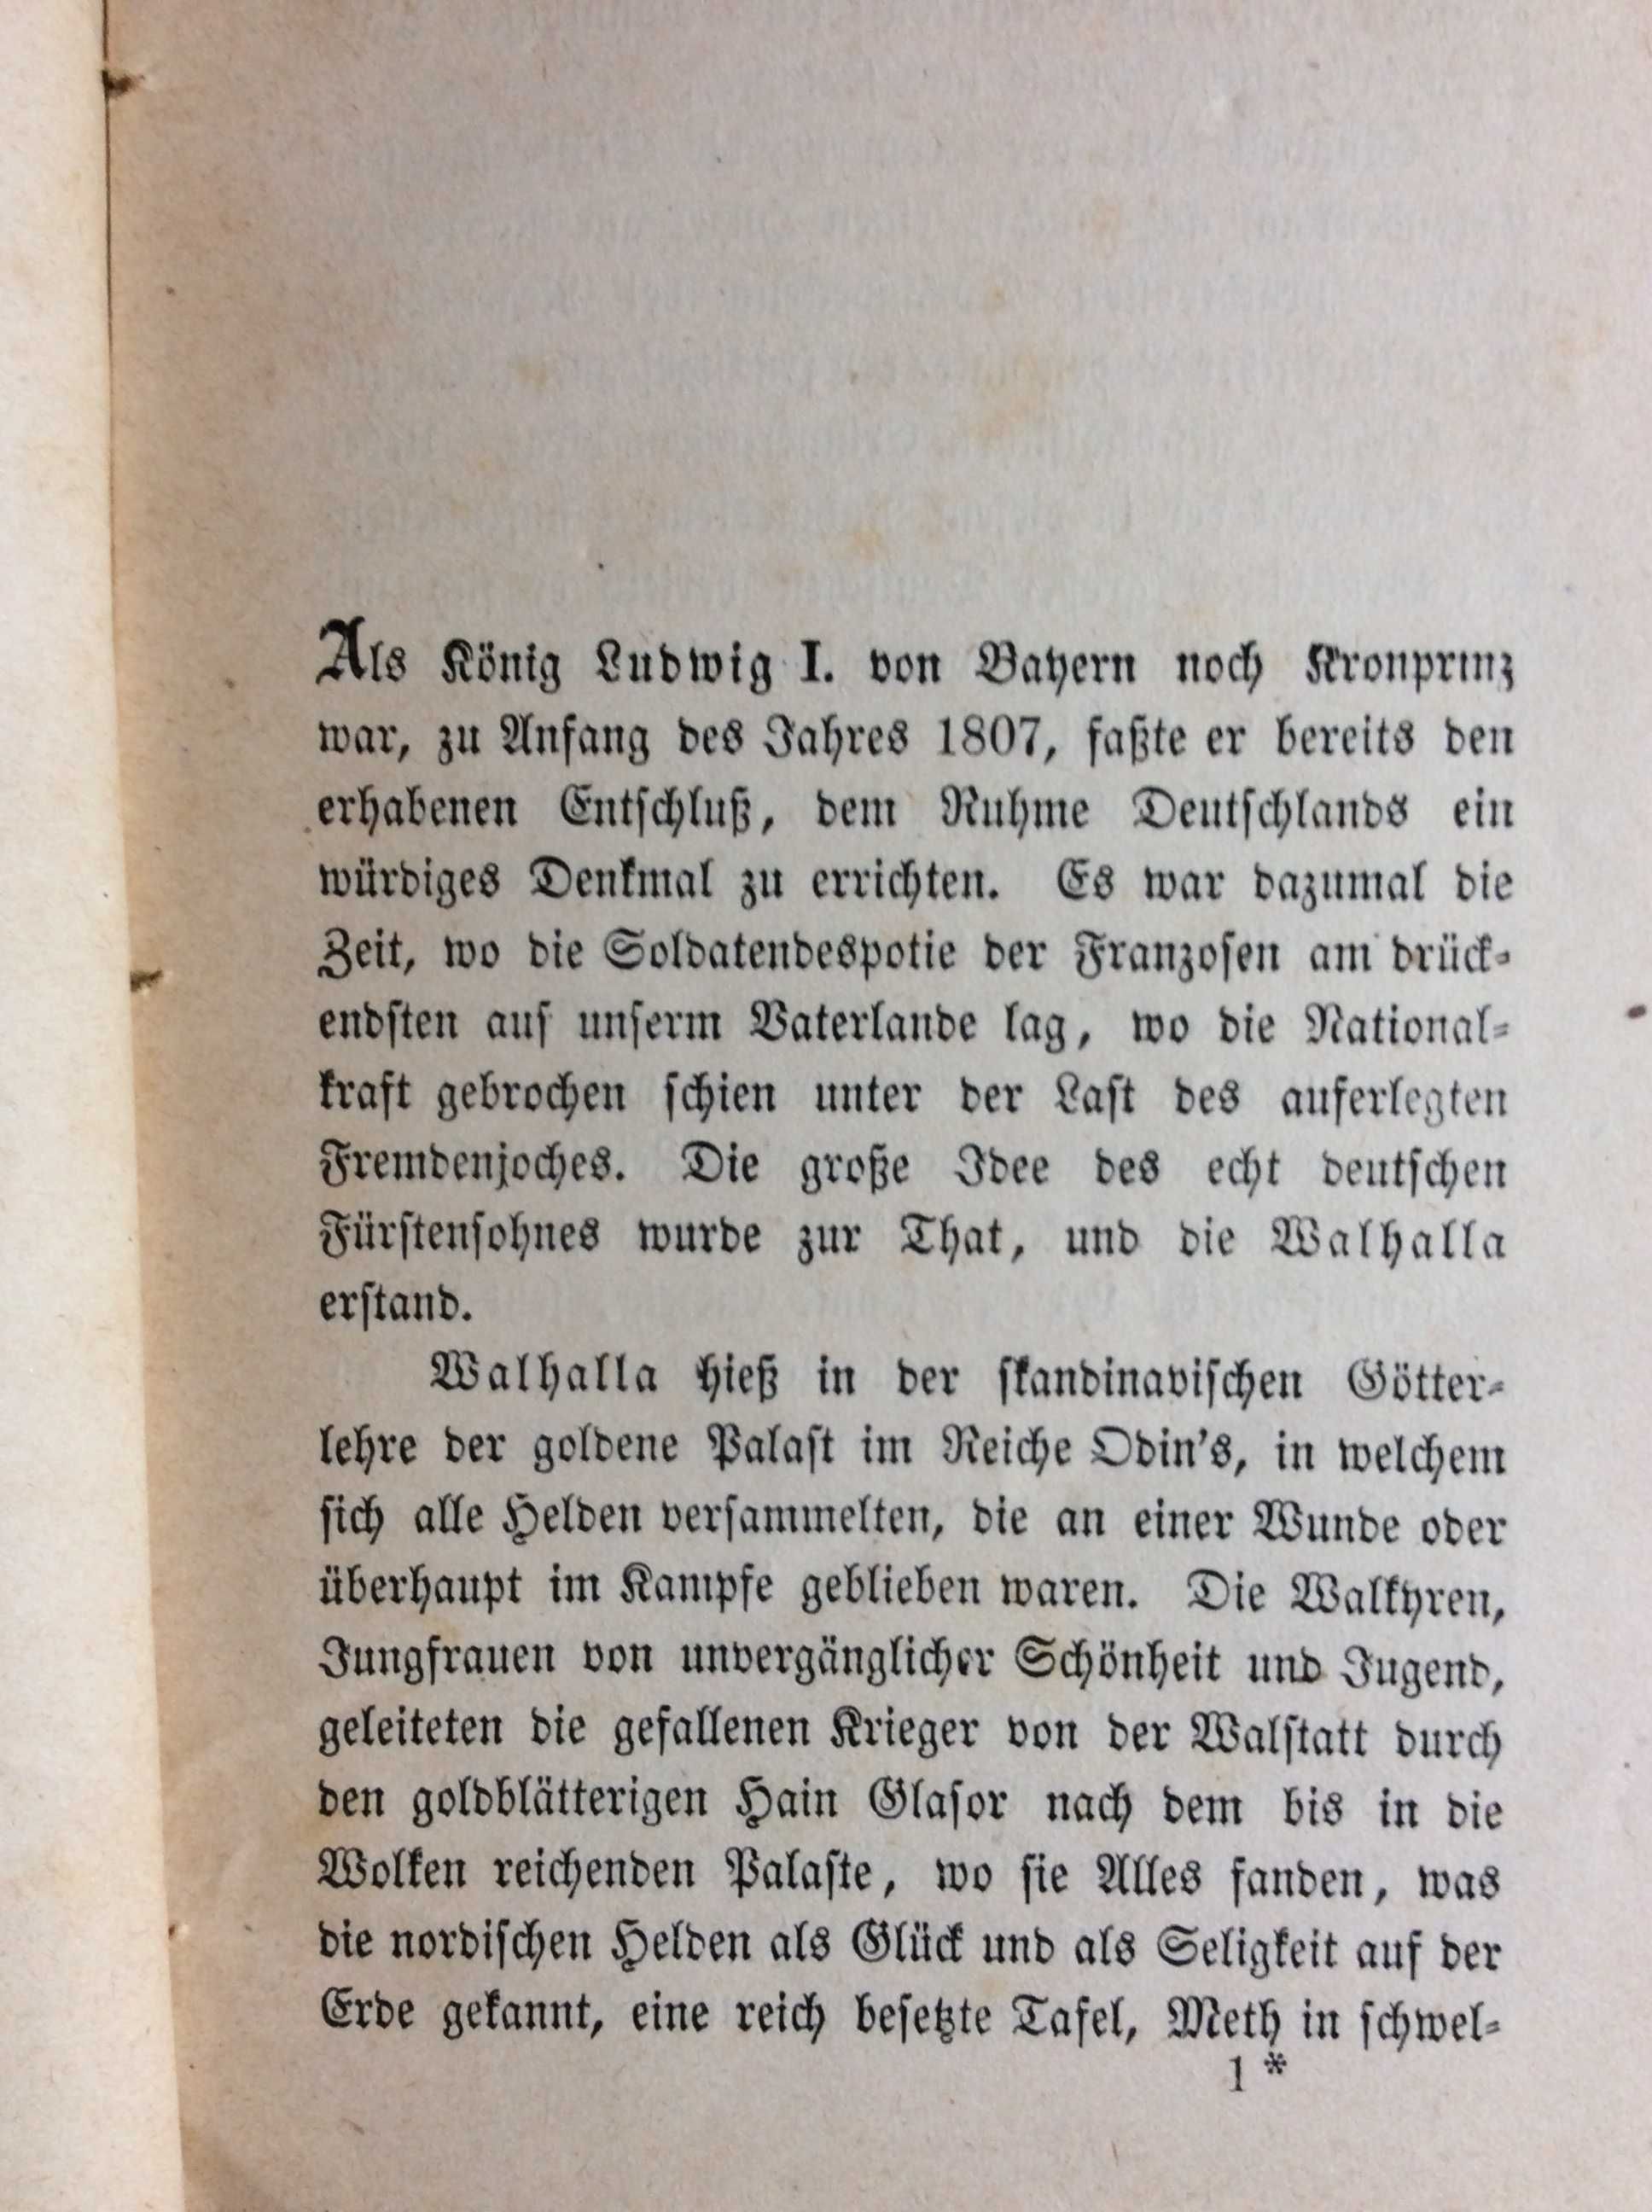 Als König Ludwig I. von Bayern noch Kronprinz
war, zu Anfang des Jahres 1807, faßte er bereits den
erhabenen Entschluß, dem Ruhme Deutschlands ein
würdiges Denkmal zu errichten. Es war dazumal die
Zeit, wo die Soldatendespotie der Franzosen am drück-
endsten auf unserm Vaterlande lag, wo die National-
kraft gebrochen schien unter der Last des auferlegten
Fremdenjoches. Die große Idee des echt deutschen
Fürstensohnes wurde zur That, und die Walhalla
erstand.
Walhalla hieß in der skandinavischen Götter-
lehre der goldene Palast im Reiche Odin's, in welchem
sich alle Helden versammelten, die an einer Wunde oder
überhaupt im Kampfe geblieben waren. Die Walkyren,
Jungfrauen von unvergänglicher Schönheit und Jugend,
geleiteten die gefallenen Krieger von der Walstatt durch
den goldblätterigen Hain Glasor nach dem bis in die
Wolken reichenden Palaste, wo sie Alles fanden, was
die nordischen Helden als Glück und als Seligkeit auf der
Erde gekannt, eine reich besetzte Tafel, Meth in schwel-
1*